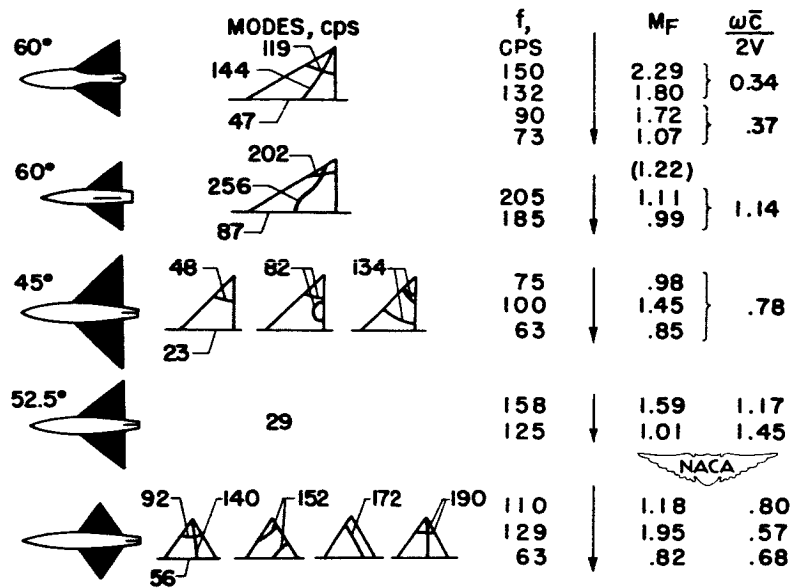 MODES, cps f, CPS MF ωc̄/2V
60° 119 144 47
150 2.29 0.34
132 1.80
90 1.72 .37
73 1.07
60° 202 256 87
(1.22)
205 1.11 1.14
185 .99
45° 48 82 134 23
75 .98
100 1.45 .78
63 .85
52.5° 29
158 1.59 1.17
125 1.01 1.45
NACA
92 140 152 172 190 56
110 1.18 .80
129 1.95 .57
63 .82 .68